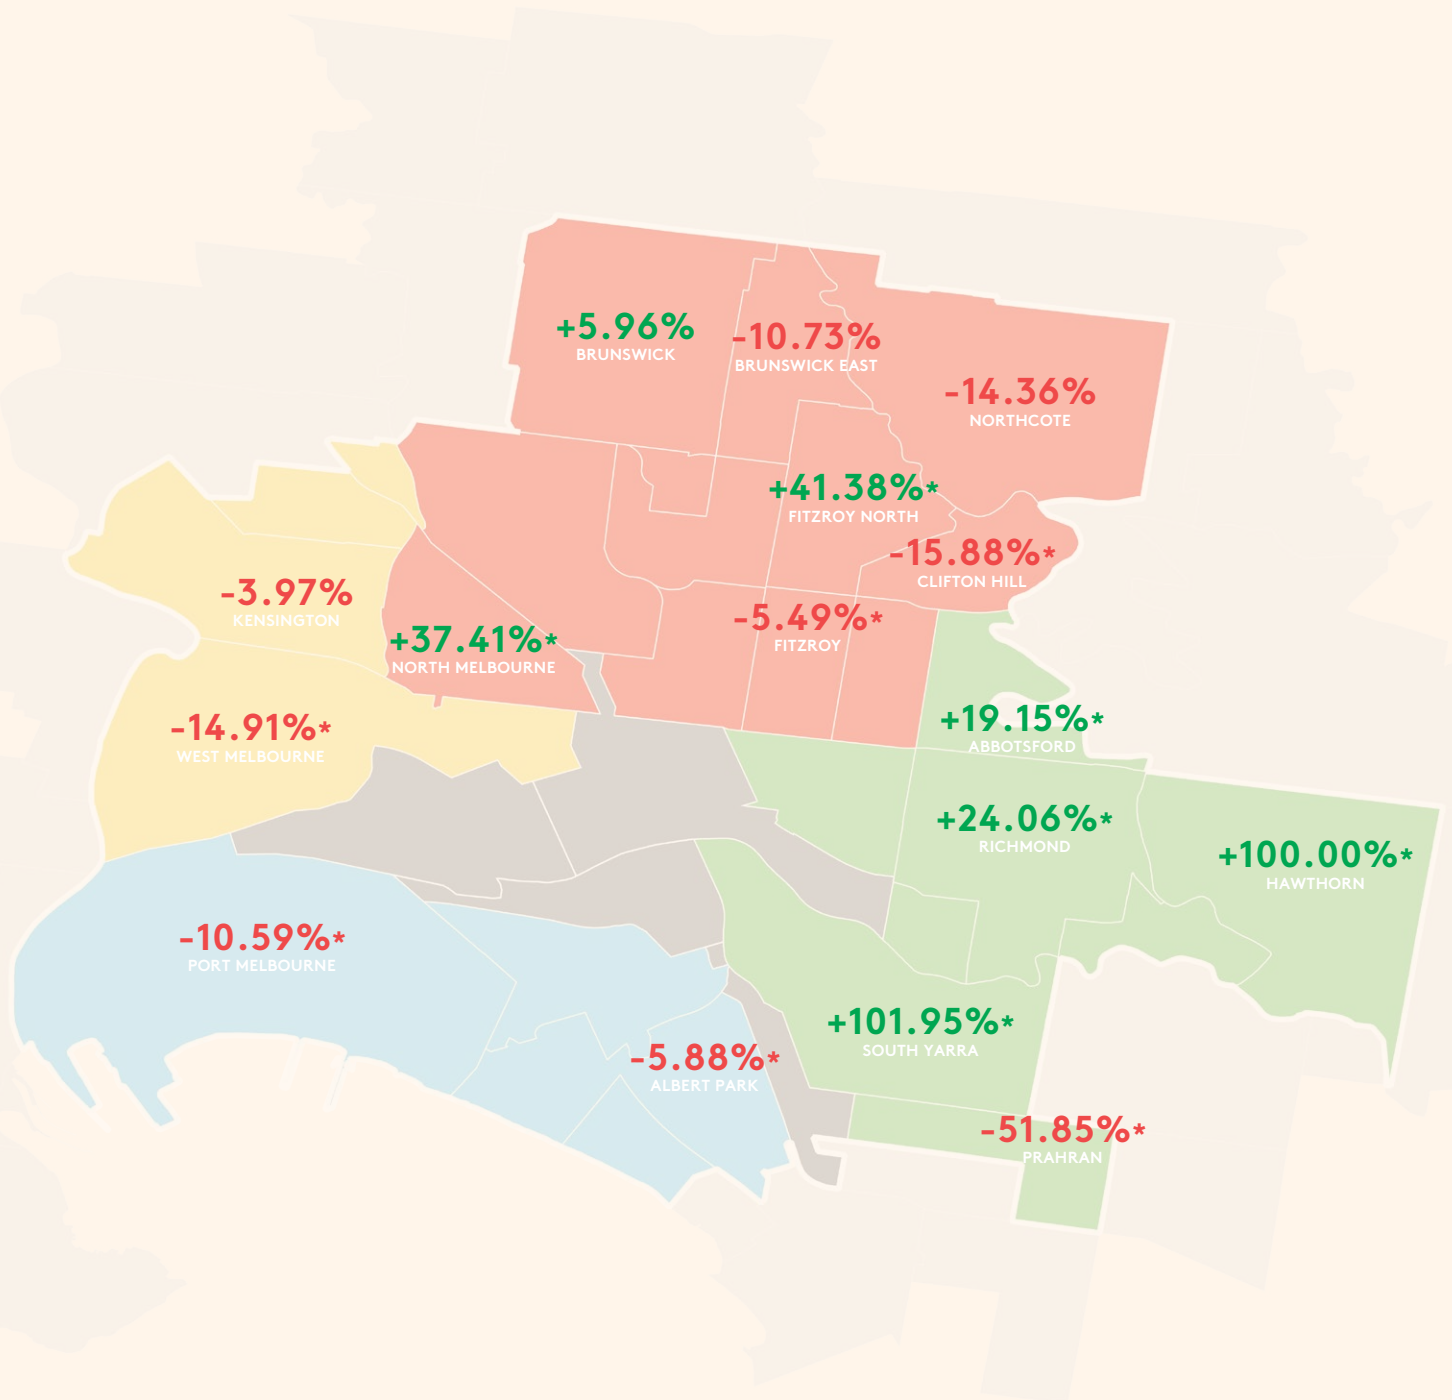 +5.96%
BRUNSWICK
-10.73%
BRUNSWICK EAST
-14.36%
NORTHCOTE
+41.38%*
FITZROY NORTH
-15.88%*
CLIFTON HILL
-3.97%
KENSINGTON
+37.41%*
NORTH MELBOURNE
-5.49%*
FITZROY
-14.91%*
WEST MELBOURNE
+19.15%*
ABBOTSFORD
+24.06%*
RICHMOND
+100.00%*
HAWTHORN
-10.59%*
PORT MELBOURNE
+101.95%*
SOUTH YARRA
-5.88%*
ALBERT PARK
-51.85%*
PRAHRAN